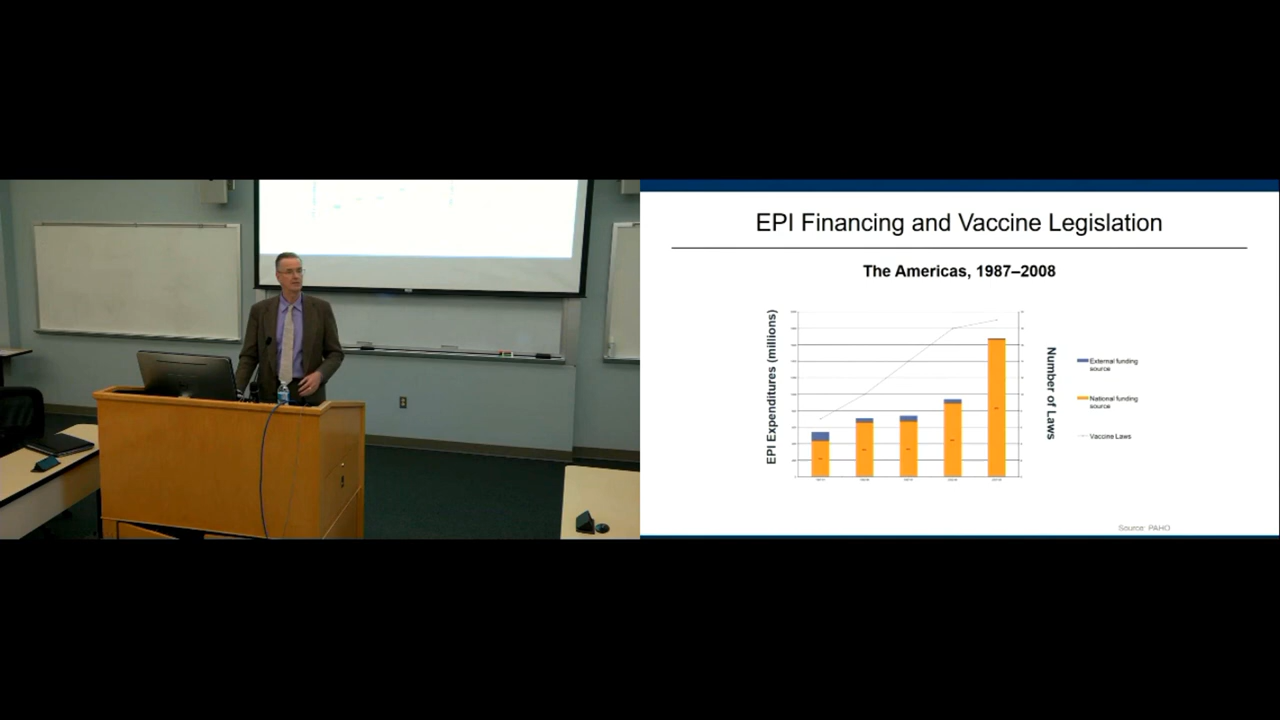 EPI Financing and Vaccine Legislation
The Americas, 1987–2008
EPI Expenditures (millions)
Number of Laws
External funding
source
National funding
source
Vaccine Laws
Source: PAHO